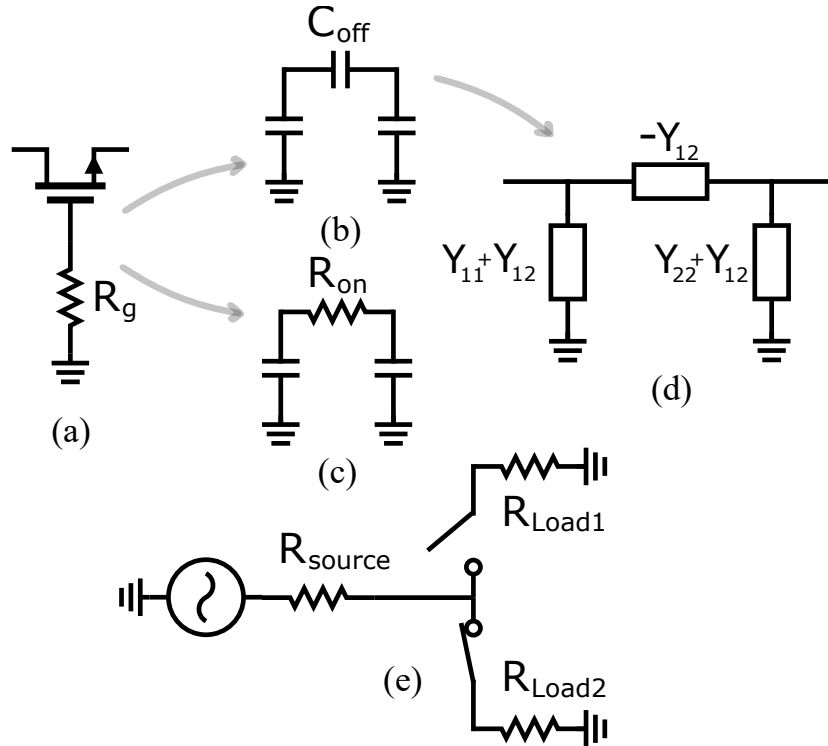 C_off
(b)
R_g
(a)
R_on
(c)
-Y_12
Y_11+Y_12
Y_22+Y_12
(d)
R_source
R_Load1
R_Load2
(e)